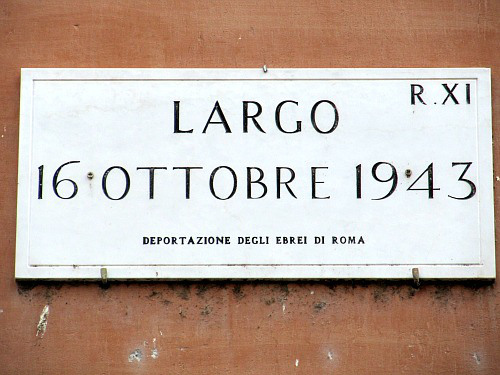 R.XI
LARGO
16 OTTOBRE 1943
DEPORTAZIONE DEGLI EBREI DI ROMA